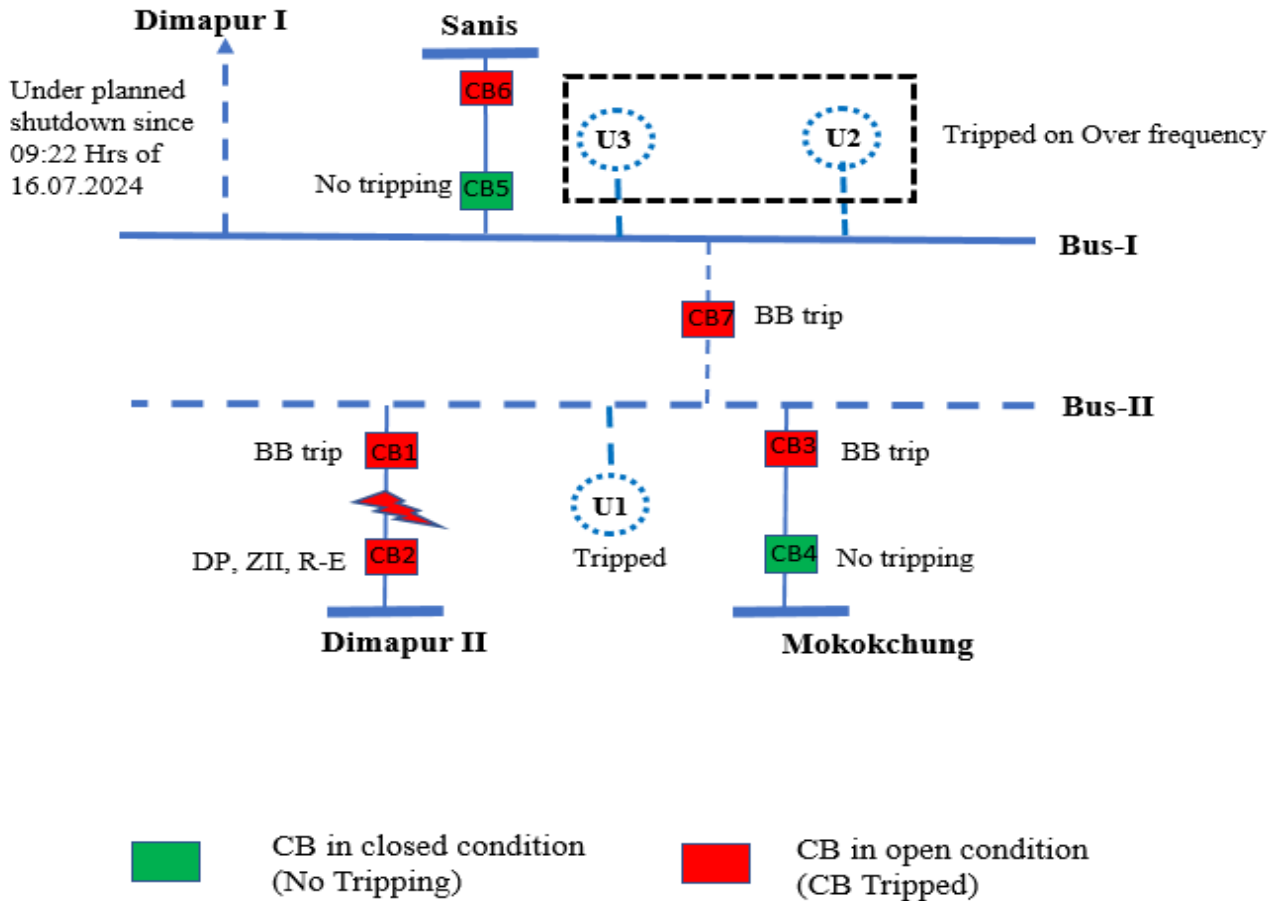 Dimapur I
Sanis
Under planned
shutdown since
09:22 Hrs of
16.07.2024
CB6
U3
U2
Tripped on Over frequency
No tripping
CB5
Bus-I
CB7
BB trip
Bus-II
BB trip
CB1
CB3
BB trip
U1
DP, ZII, R-E
CB2
Tripped
CB4
No tripping
Dimapur II
Mokokchung
CB in closed condition
(No Tripping)
CB in open condition
(CB Tripped)